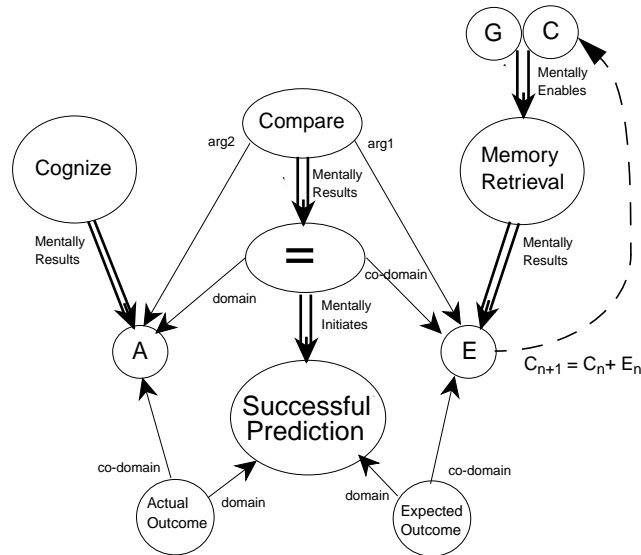 G
C
Mentally
Enables
Compare
arg2
arg1
Cognize
Memory
Retrieval
Mentally
Results
Mentally
Results
Mentally
Results
=
domain
co-domain
Mentally
Initiates
A
E
C_{n+1} = C_n + E_n
Successful
Prediction
co-domain
domain
domain
co-domain
Actual
Outcome
Expected
Outcome